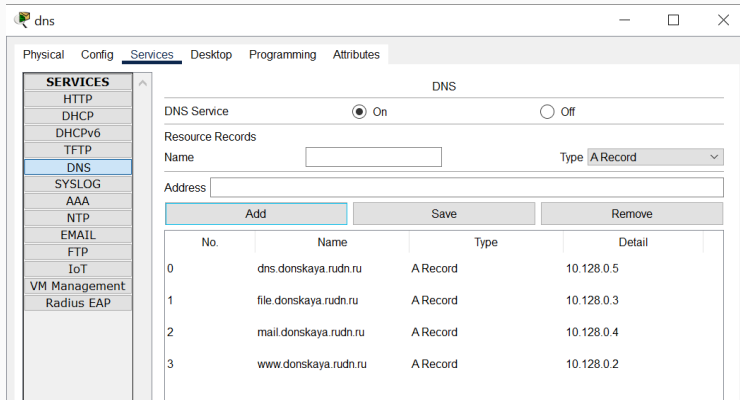 dns
Physical Config Services Desktop Programming Attributes
SERVICES
HTTP
DHCP
DHCPv6
TFTP
DNS
SYSLOG
AAA
NTP
EMAIL
FTP
IoT
VM Management
Radius EAP
DNS
DNS Service On Off
Resource Records
Name Type A Record
Address
Add Save Remove
No. Name Type Detail
0 dns.donskaya.rudn.ru A Record 10.128.0.5
1 file.donskaya.rudn.ru A Record 10.128.0.3
2 mail.donskaya.rudn.ru A Record 10.128.0.4
3 www.donskaya.rudn.ru A Record 10.128.0.2